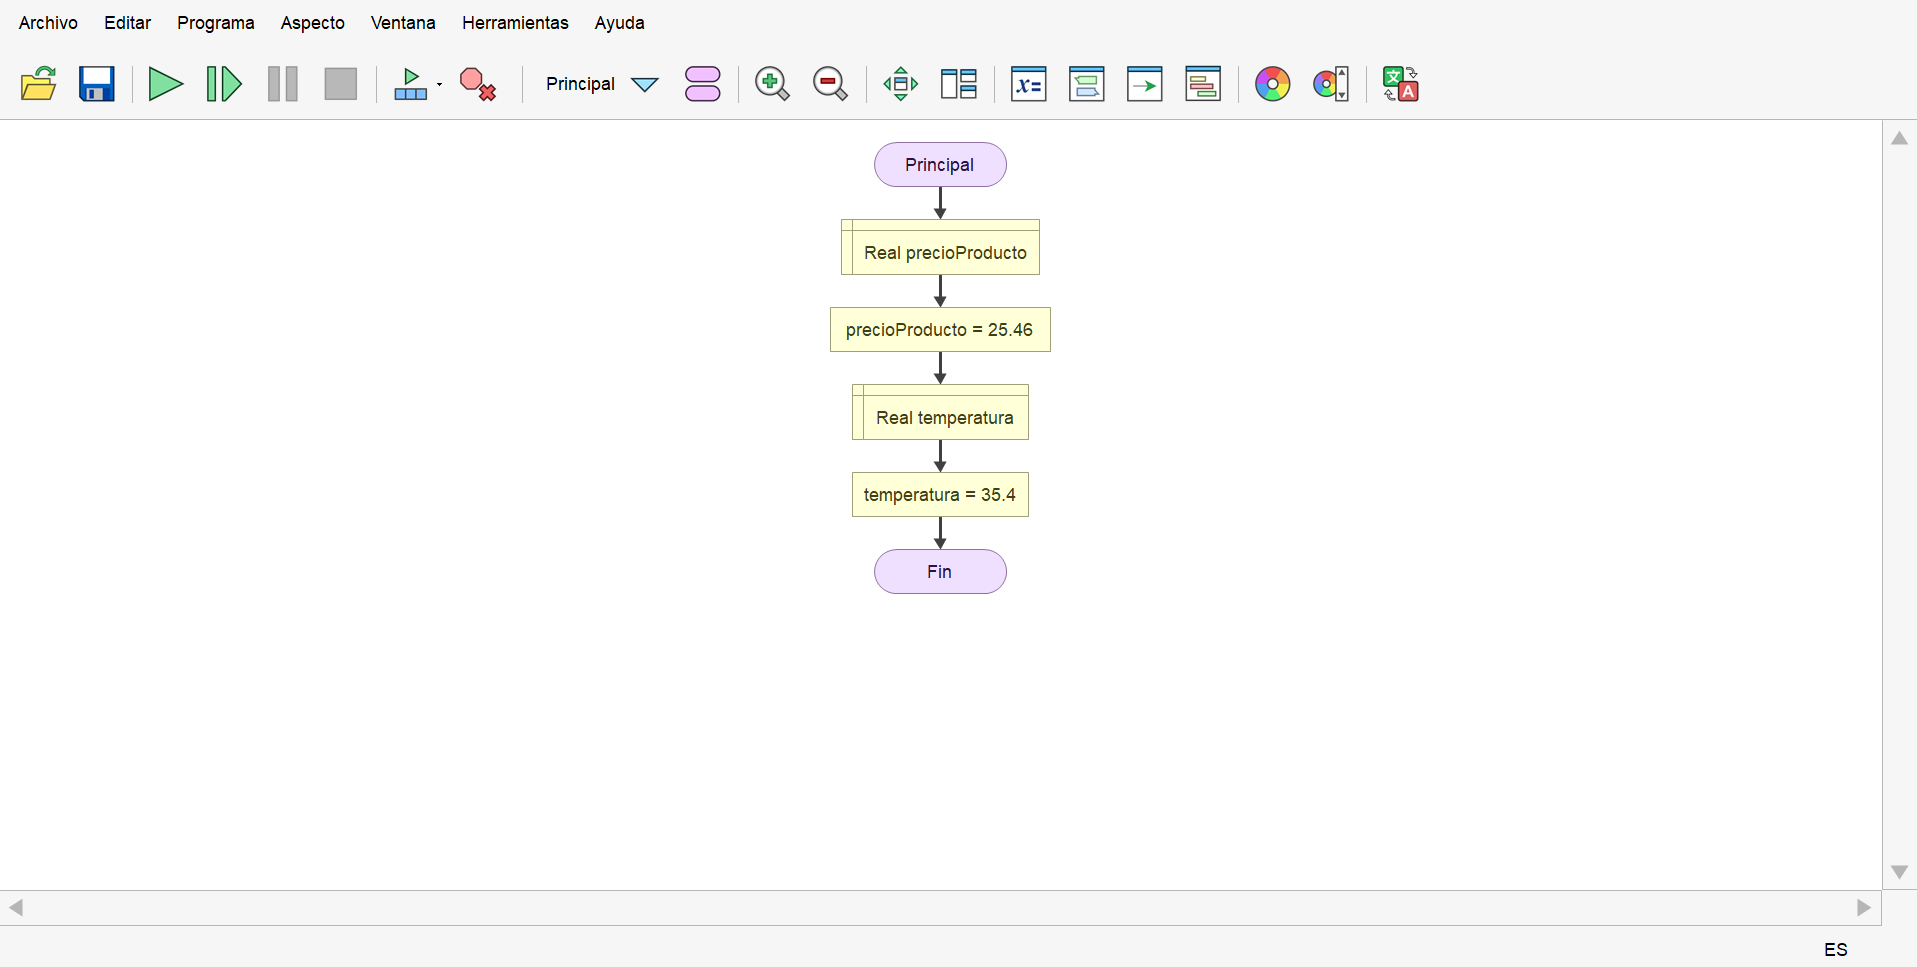 Archivo Editar Programa Aspecto Ventana Herramientas Ayuda
Principal
x=
文
A
Principal
Real precioProducto
precioProducto = 25.46
Real temperatura
temperatura = 35.4
Fin
ES